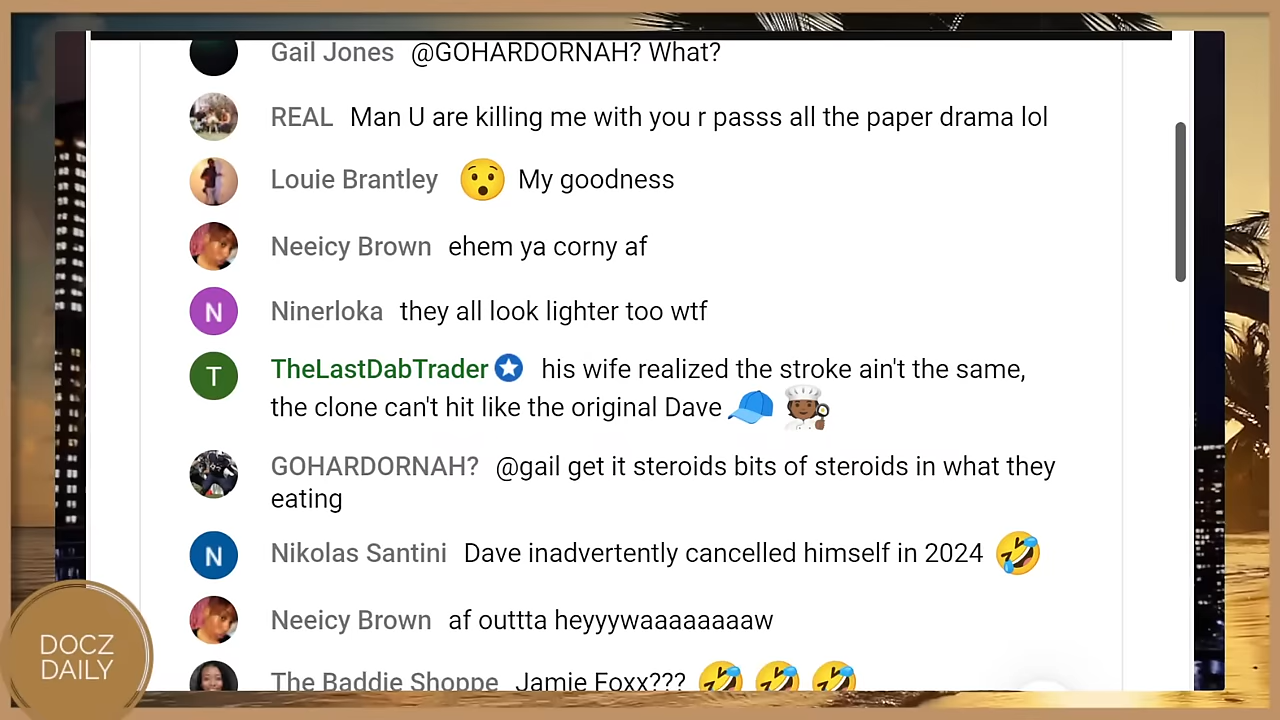 Gail Jones @GOHARDORNAH? What?
REAL Man U are killing me with you r passs all the paper drama lol
Louie Brantley 😯 My goodness
Neeicy Brown ehem ya corny af
N Ninerloka they all look lighter too wtf
T TheLastDabTrader his wife realized the stroke ain't the same,
the clone can't hit like the original Dave 🧢 👨🏾‍🍳
GOHARDORNAH? @gail get it steroids bits of steroids in what they
eating
N Nikolas Santini Dave inadvertently cancelled himself in 2024 🤣
Neeicy Brown af outtta heyyywaaaaaaaw
The Baddie Shoppe Jamie Foxx??? 🤣 🤣 🤣
DOCZ
DAILY